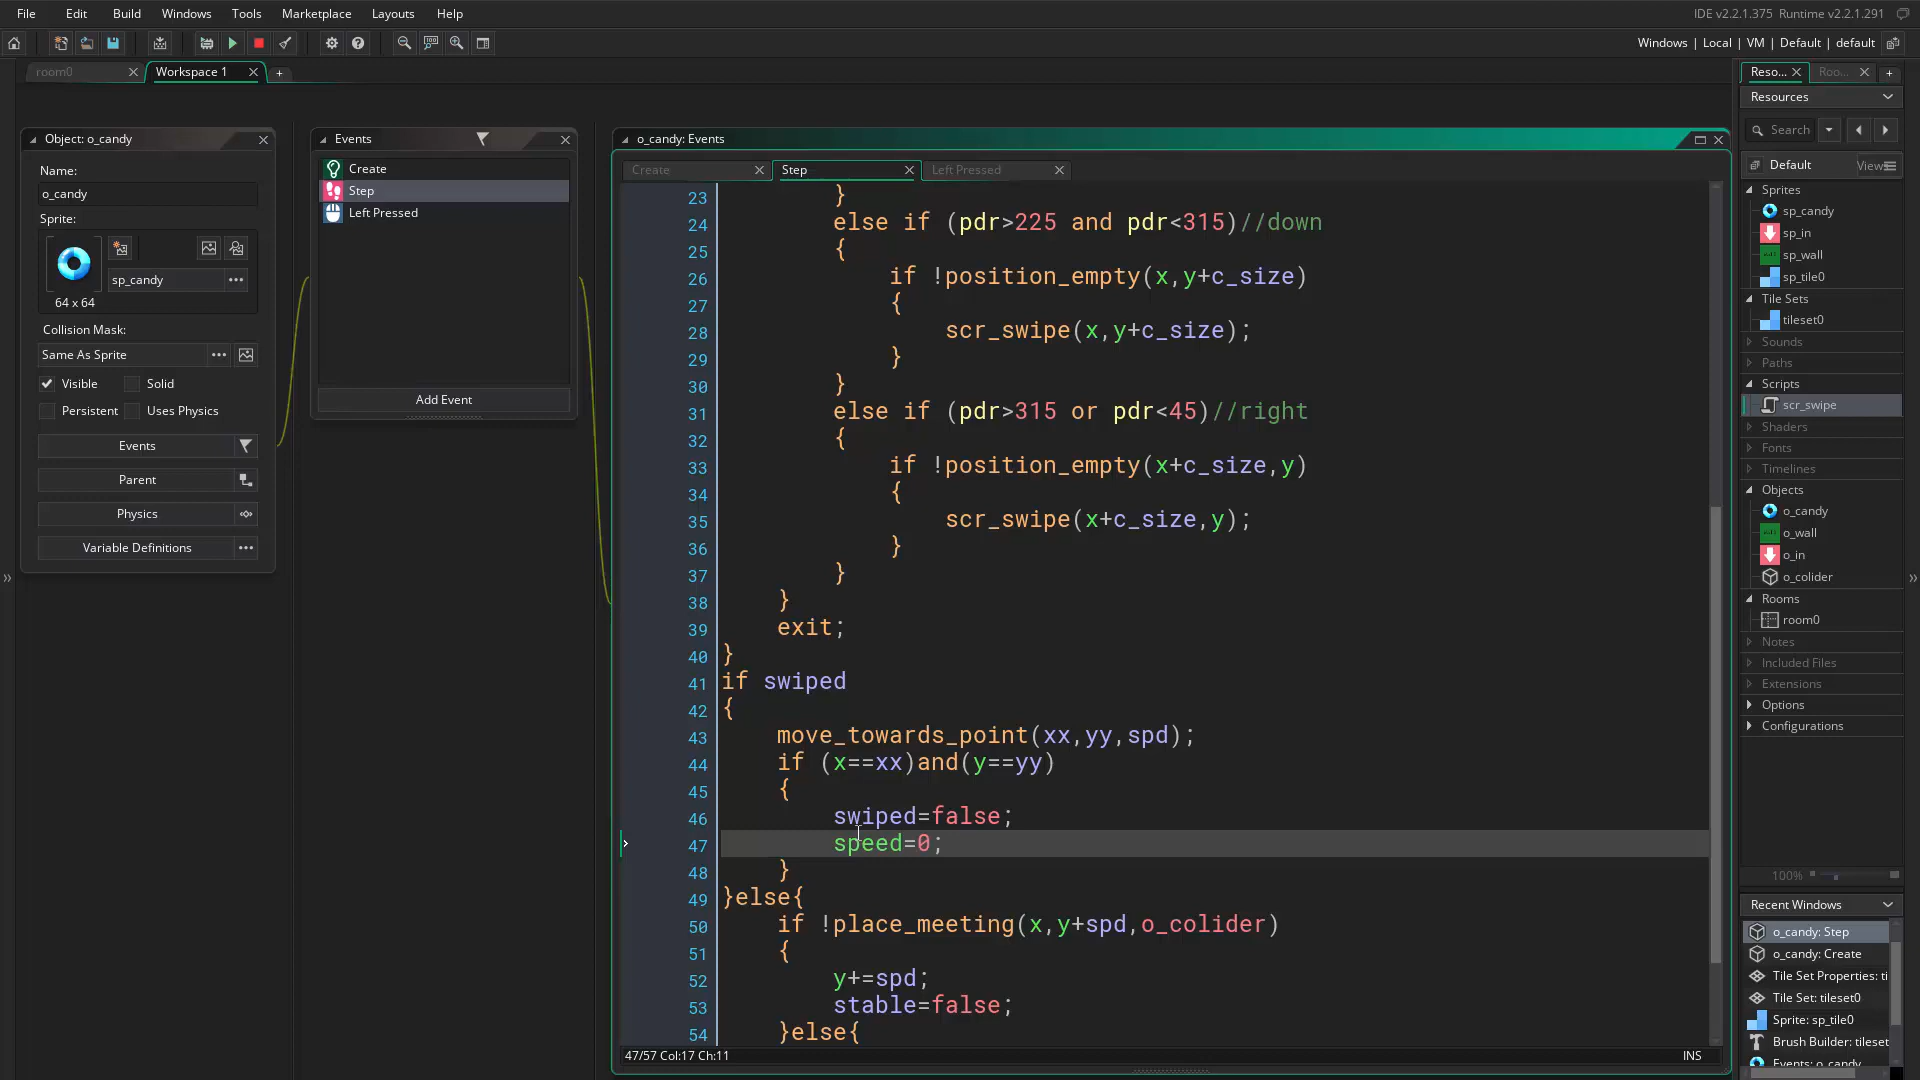 File Edit Build Windows Tools Marketplace Layouts Help
IDE v2.2.1.375 Runtime v2.2.1.291
Windows | Local | VM | Default | default
room0
Workspace 1
Object: o_candy
Name:
o_candy
Sprite:
sp_candy
64 x 64
Collision Mask:
Same As Sprite
Visible
Solid
Persistent
Uses Physics
Events
Parent
Physics
Variable Definitions
Events
Create
Step
Left Pressed
Add Event
o_candy: Events
Create
Step
Left Pressed
23 }
24 else if (pdr>225 and pdr<315)//down
25 {
26 if !position_empty(x,y+c_size)
27 {
28 scr_swipe(x,y+c_size);
29 }
30 }
31 else if (pdr>315 or pdr<45)//right
32 {
33 if !position_empty(x+c_size,y)
34 {
35 scr_swipe(x+c_size,y);
36 }
37 }
38 }
39 exit;
40 }
41 if swiped
42 {
43 move_towards_point(xx,yy,spd);
44 if (x==xx)and(y==yy)
45 {
46 swiped=false;
47 speed=0;
48 }
49 }else{
50 if !place_meeting(x,y+spd,o_colider)
51 {
52 y+=spd;
53 stable=false;
54 }else{
47/57 Col:17 Ch:11
INS
Reso...
Roo...
Resources
Search
Default
View
Sprites
sp_candy
sp_in
sp_wall
sp_tile0
Tile Sets
tileset0
Sounds
Paths
Scripts
scr_swipe
Shaders
Fonts
Timelines
Objects
o_candy
o_wall
o_in
o_colider
Rooms
room0
Notes
Included Files
Extensions
Options
Configurations
100%
Recent Windows
o_candy: Step
o_candy: Create
Tile Set Properties: ti
Tile Set: tileset0
Sprite: sp_tile0
Brush Builder: tileset
Events: o_candy